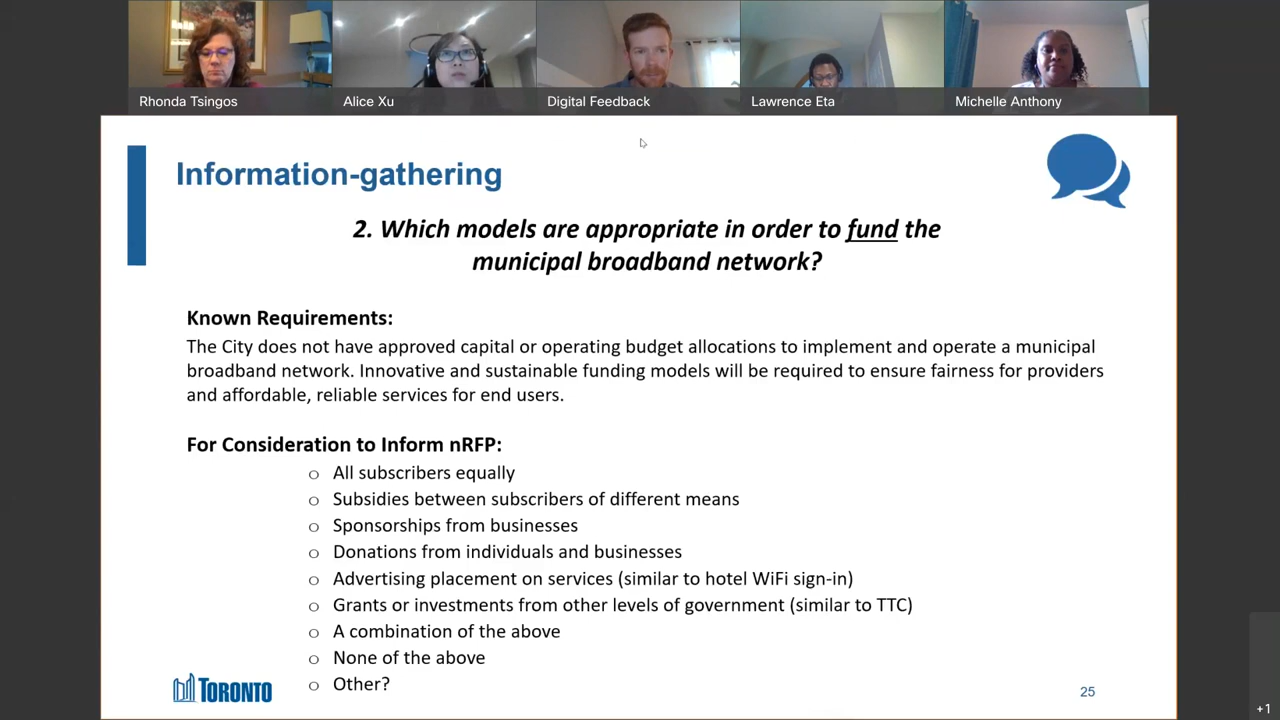 Rhonda Tsingos
Alice Xu
Digital Feedback
Lawrence Eta
Michelle Anthony
Information-gathering
2. Which models are appropriate in order to fund the
municipal broadband network?
Known Requirements:
The City does not have approved capital or operating budget allocations to implement and operate a municipal
broadband network. Innovative and sustainable funding models will be required to ensure fairness for providers
and affordable, reliable services for end users.
For Consideration to Inform nRFP:
o All subscribers equally
o Subsidies between subscribers of different means
o Sponsorships from businesses
o Donations from individuals and businesses
o Advertising placement on services (similar to hotel WiFi sign-in)
o Grants or investments from other levels of government (similar to TTC)
o A combination of the above
o None of the above
o Other?
TORONTO
25
+1